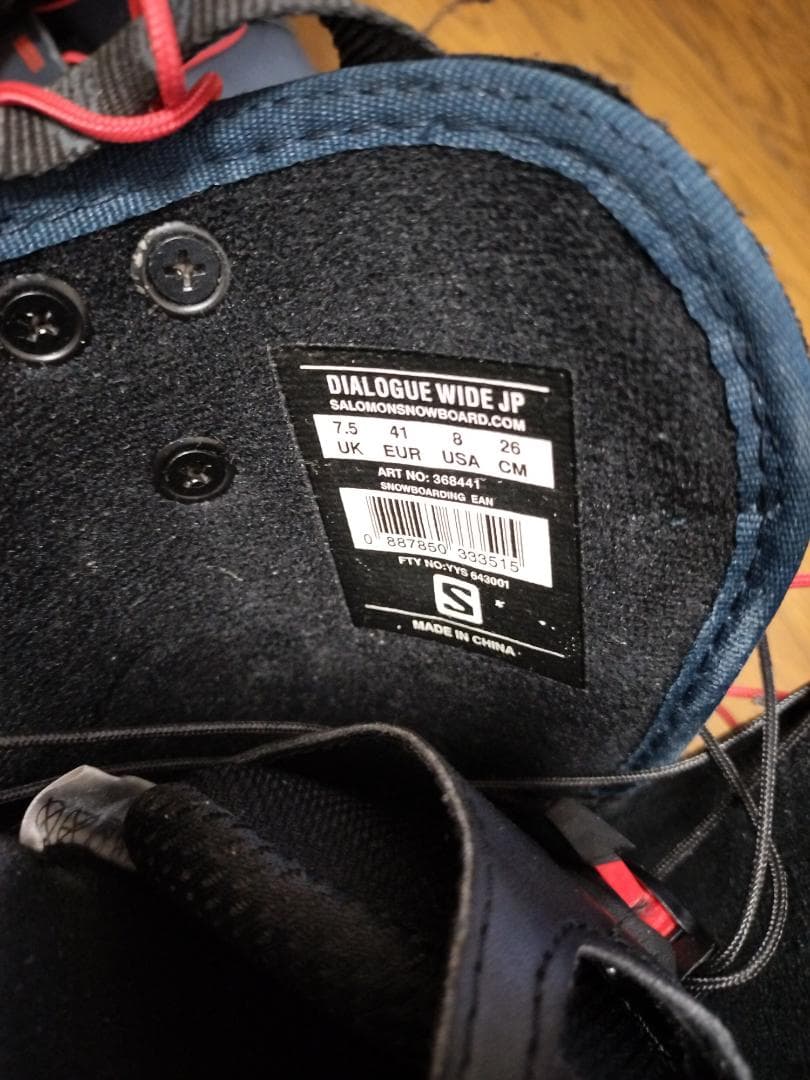 DIALOGUE WIDE JP
SALOMONSNOWBOARD.COM
7.5 41 8 26
UK EUR USA CM
ART NO: 368441
SNOWBOARDING EAN
0 887850 333515
FTY NO:YYS 643001
S
MADE IN CHINA